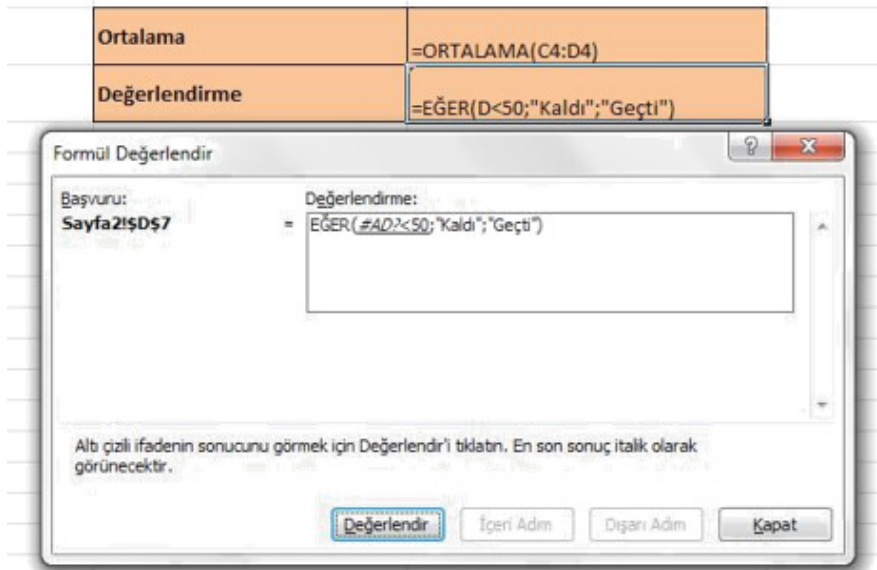 Ortalama
=ORTALAMA(C4:D4)
Değerlendirme
=EĞER(D<50;"Kaldı";"Geçti")
Formül Değerlendir
Başvuru:
Değerlendirme:
Sayfa2!$D$7
= EĞER(#AD?<50;"Kaldı";"Geçti")
Altı çizili ifadenin sonucunu görmek için Değerlendir'i tıklatın. En son sonuç italik olarak
görünecektir.
Değerlendir
İçeri Adım
Dışarı Adım
Kapat